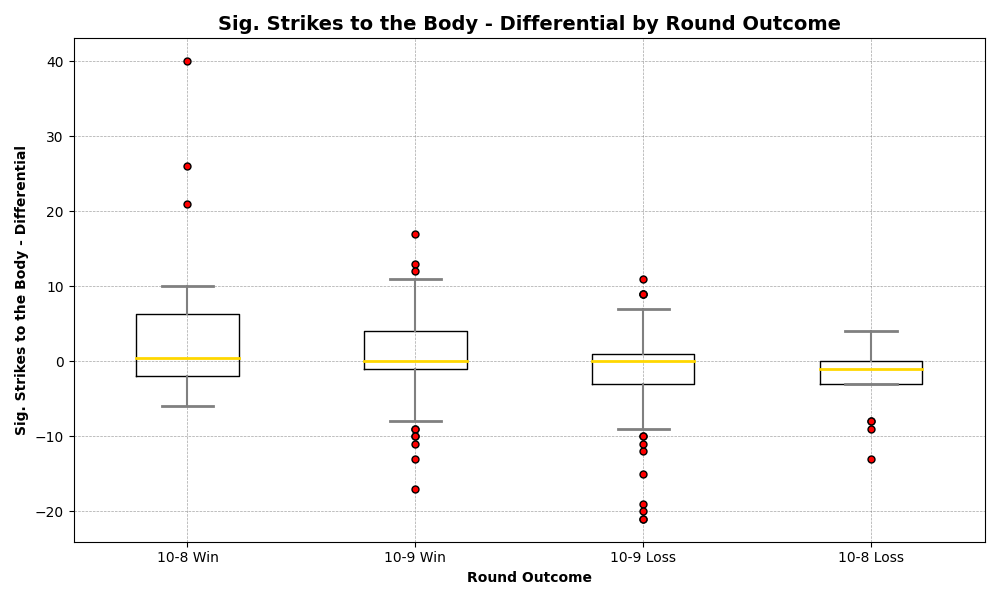 Sig. Strikes to the Body - Differential by Round Outcome
Sig. Strikes to the Body - Differential
40
30
20
10
0
−10
−20
10-8 Win
10-9 Win
10-9 Loss
10-8 Loss
Round Outcome